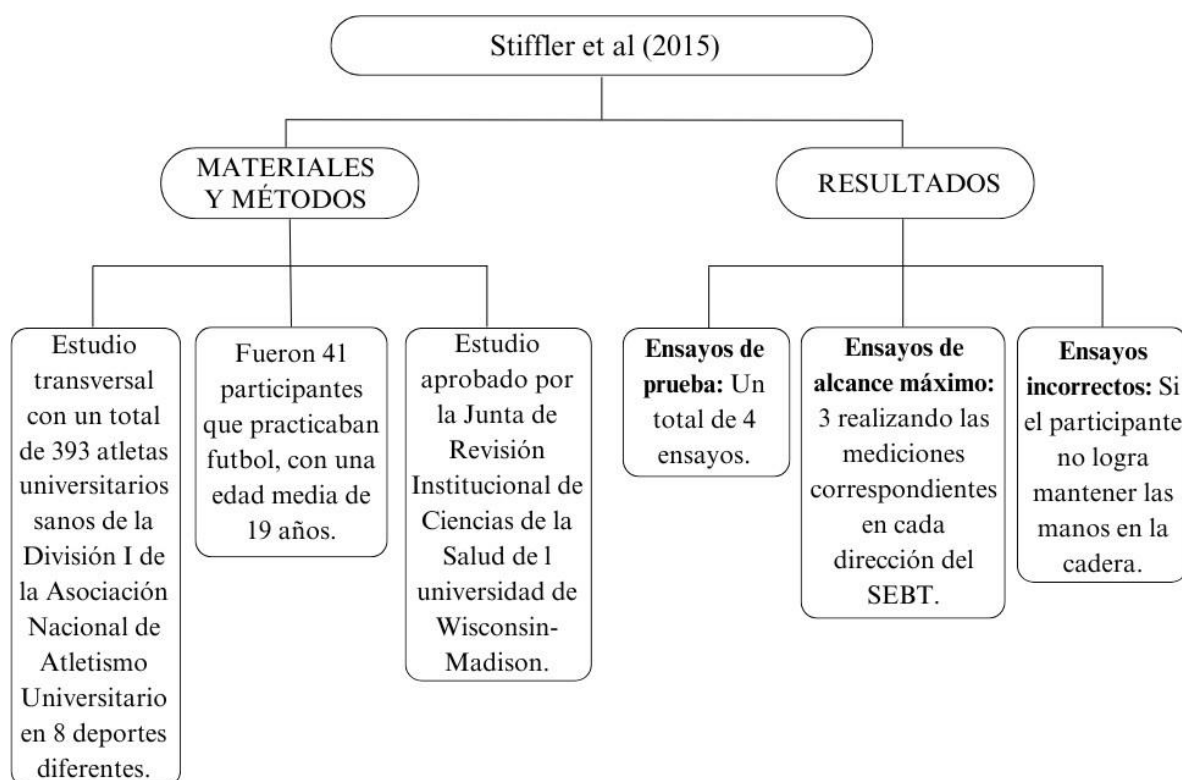 Stiffler et al (2015)
MATERIALES
Y MÉTODOS
RESULTADOS
Estudio
transversal
con un total
de 393 atletas
universitarios
sanos de la
División I de
la Asociación
Nacional de
Atletismo
Universitario
en 8 deportes
diferentes.
Fueron 41
participantes
que practicaban
futbol, con una
edad media de
19 años.
Estudio
aprobado por
la Junta de
Revisión
Institucional de
Ciencias de la
Salud de l
universidad de
Wisconsin-
Madison.
Ensayos de
prueba: Un
total de 4
ensayos.
Ensayos de
alcance máximo:
3 realizando las
mediciones
correspondientes
en cada
dirección del
SEBT.
Ensayos
incorrectos: Si
el participante
no logra
mantener las
manos en la
cadera.